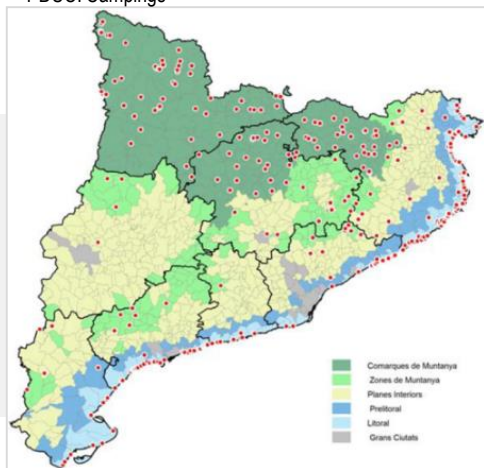 Comarques de Muntanya
Zones de Muntanya
Planes Interiors
Prelitoral
Litoral
Grans Ciutats